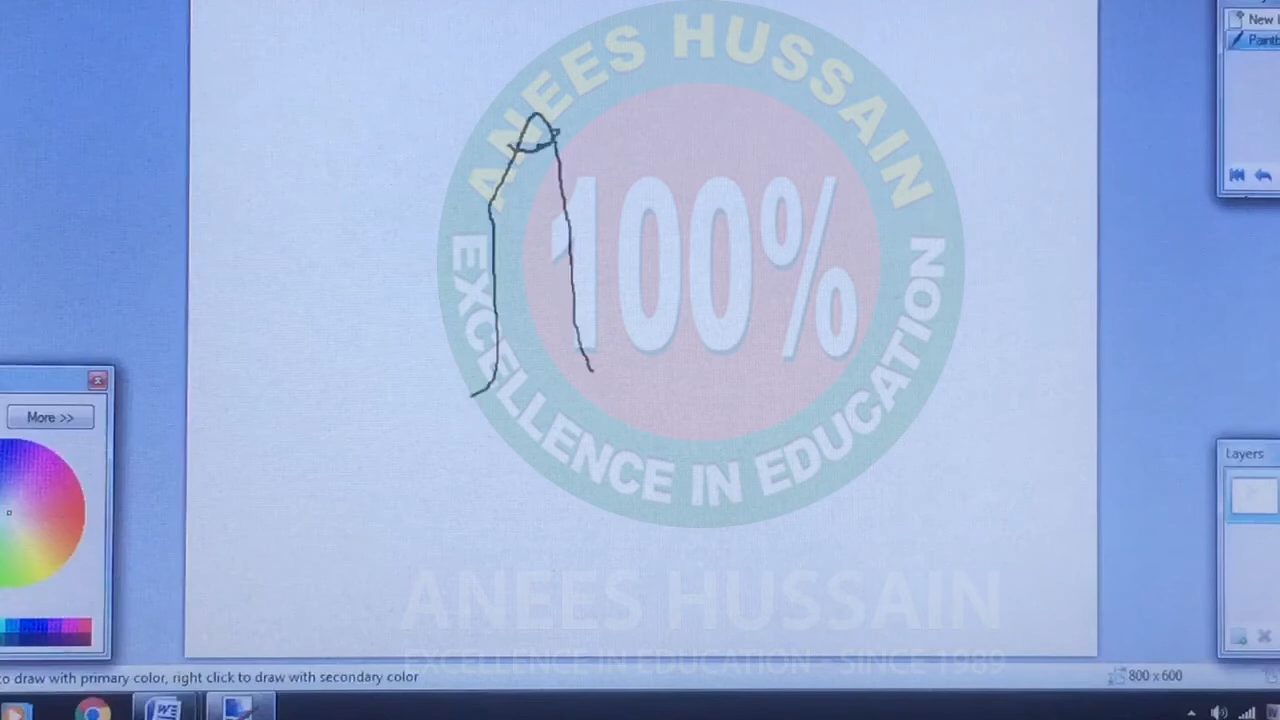 New
Paintb
ANEES HUSSAIN
100%
EXCELLENCE IN EDUCATION
More >>
Layers
ANEES HUSSAIN
EXCELLENCE IN EDUCATION - SINCE 1989
to draw with primary color, right click to draw with secondary color
800 x 600